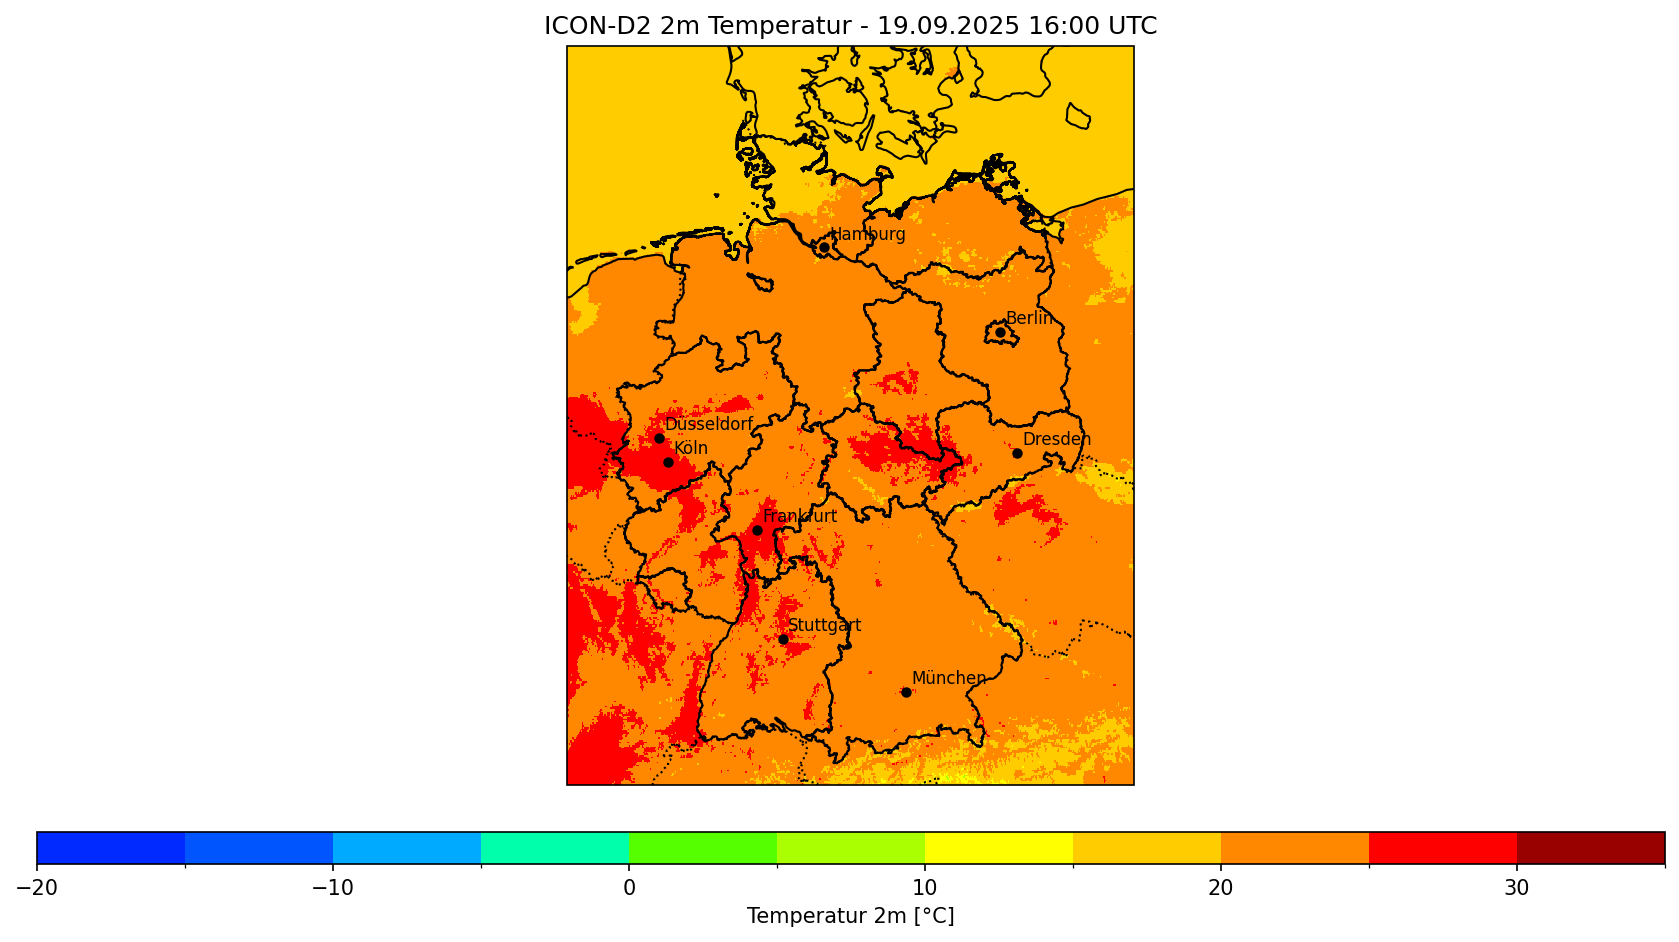 ICON-D2 2m Temperatur - 19.09.2025 16:00 UTC
Hamburg
Berlin
Düsseldorf
Köln
Dresden
Frankfurt
Stuttgart
München
−20 −10 0 10 20 30
Temperatur 2m [°C]